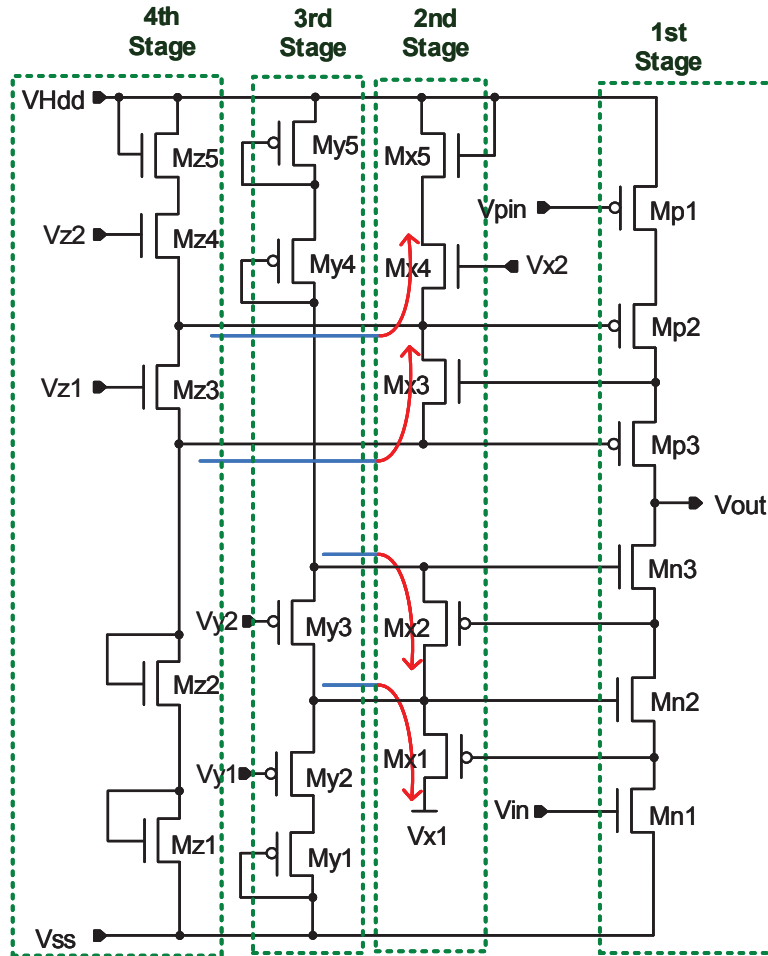 4th
Stage
3rd
Stage
2nd
Stage
1st
Stage
VHdd
Mz5
My5
Mx5
Vpin
Mp1
Vz2
Mz4
My4
Mx4
Vx2
Mp2
Vz1
Mz3
Mx3
Mp3
Vout
Mn3
Vy2
My3
Mx2
Mz2
Mn2
Vy1
My2
Mx1
Vin
Mn1
Mz1
My1
Vx1
Vss